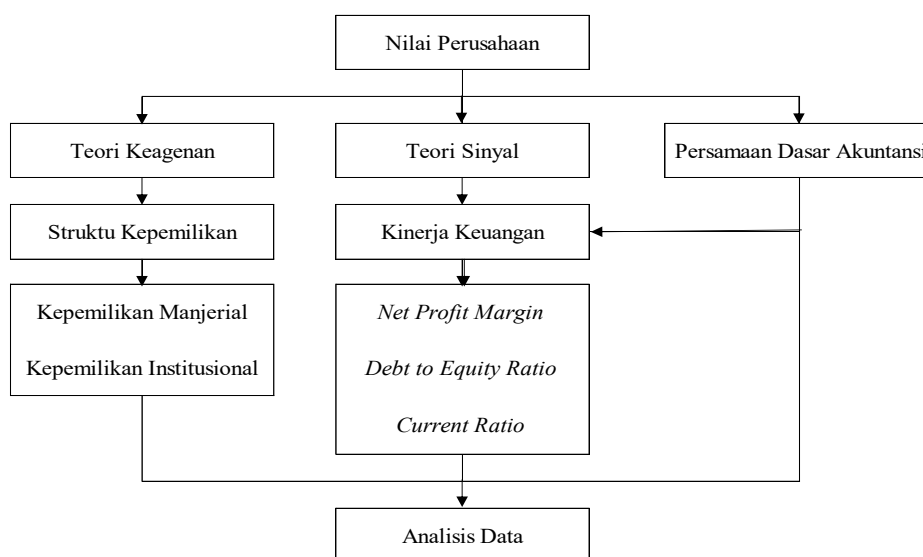 Nilai Perusahaan
Teori Keagenan
Teori Sinyal
Persamaan Dasar Akuntansi
Struktu Kepemilikan
Kinerja Keuangan
Kepemilikan Manjerial
Kepemilikan Institusional
Net Profit Margin
Debt to Equity Ratio
Current Ratio
Analisis Data